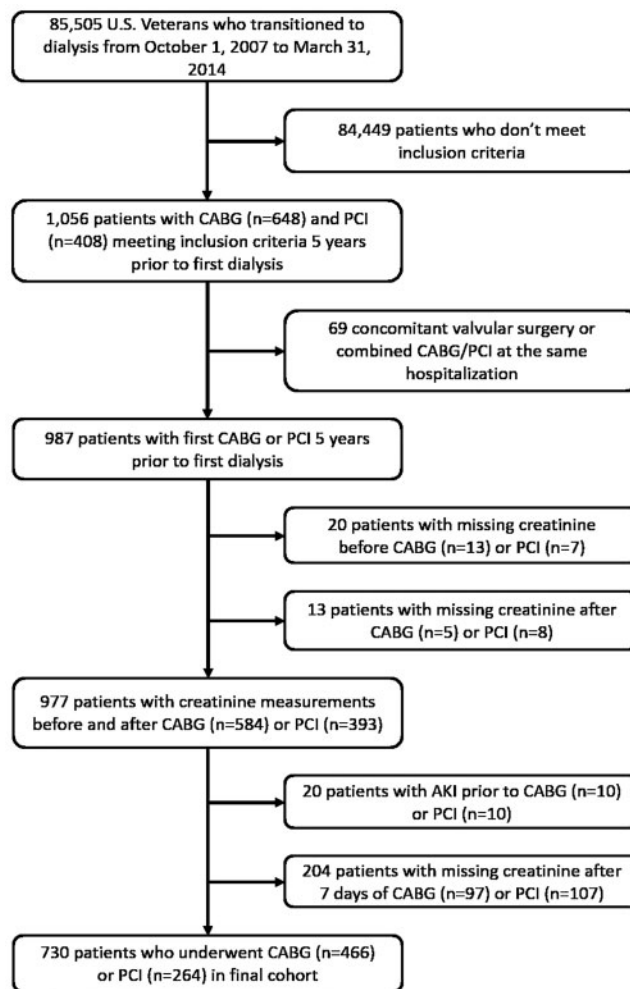 85,505 U.S. Veterans who transitioned to
dialysis from October 1, 2007 to March 31,
2014
84,449 patients who don't meet
inclusion criteria
1,056 patients with CABG (n=648) and PCI
(n=408) meeting inclusion criteria 5 years
prior to first dialysis
69 concomitant valvular surgery or
combined CABG/PCI at the same
hospitalization
987 patients with first CABG or PCI 5 years
prior to first dialysis
20 patients with missing creatinine
before CABG (n=13) or PCI (n=7)
13 patients with missing creatinine after
CABG (n=5) or PCI (n=8)
977 patients with creatinine measurements
before and after CABG (n=584) or PCI (n=393)
20 patients with AKI prior to CABG (n=10)
or PCI (n=10)
204 patients with missing creatinine after
7 days of CABG (n=97) or PCI (n=107)
730 patients who underwent CABG (n=466)
or PCI (n=264) in final cohort